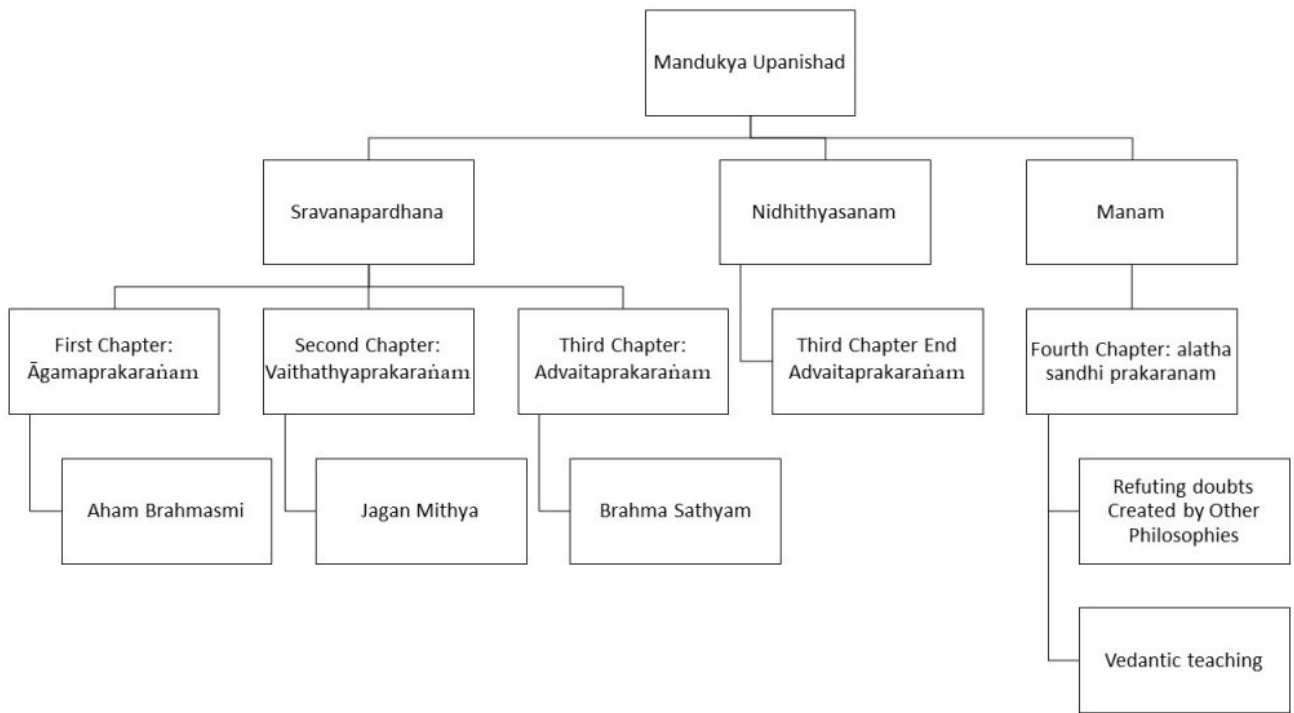 Mandukya Upanishad
Sravanapardhana
Nidhithyasanam
Manam
First Chapter:
Āgamaprakaraṅam
Second Chapter:
Vaithathyaprakaraṅam
Third Chapter:
Advaitaprakaraṅam
Third Chapter End
Advaitaprakaraṅam
Fourth Chapter: alatha
sandhi prakaranam
Aham Brahmasmi
Jagan Mithya
Brahma Sathyam
Refuting doubts
Created by Other
Philosophies
Vedantic teaching